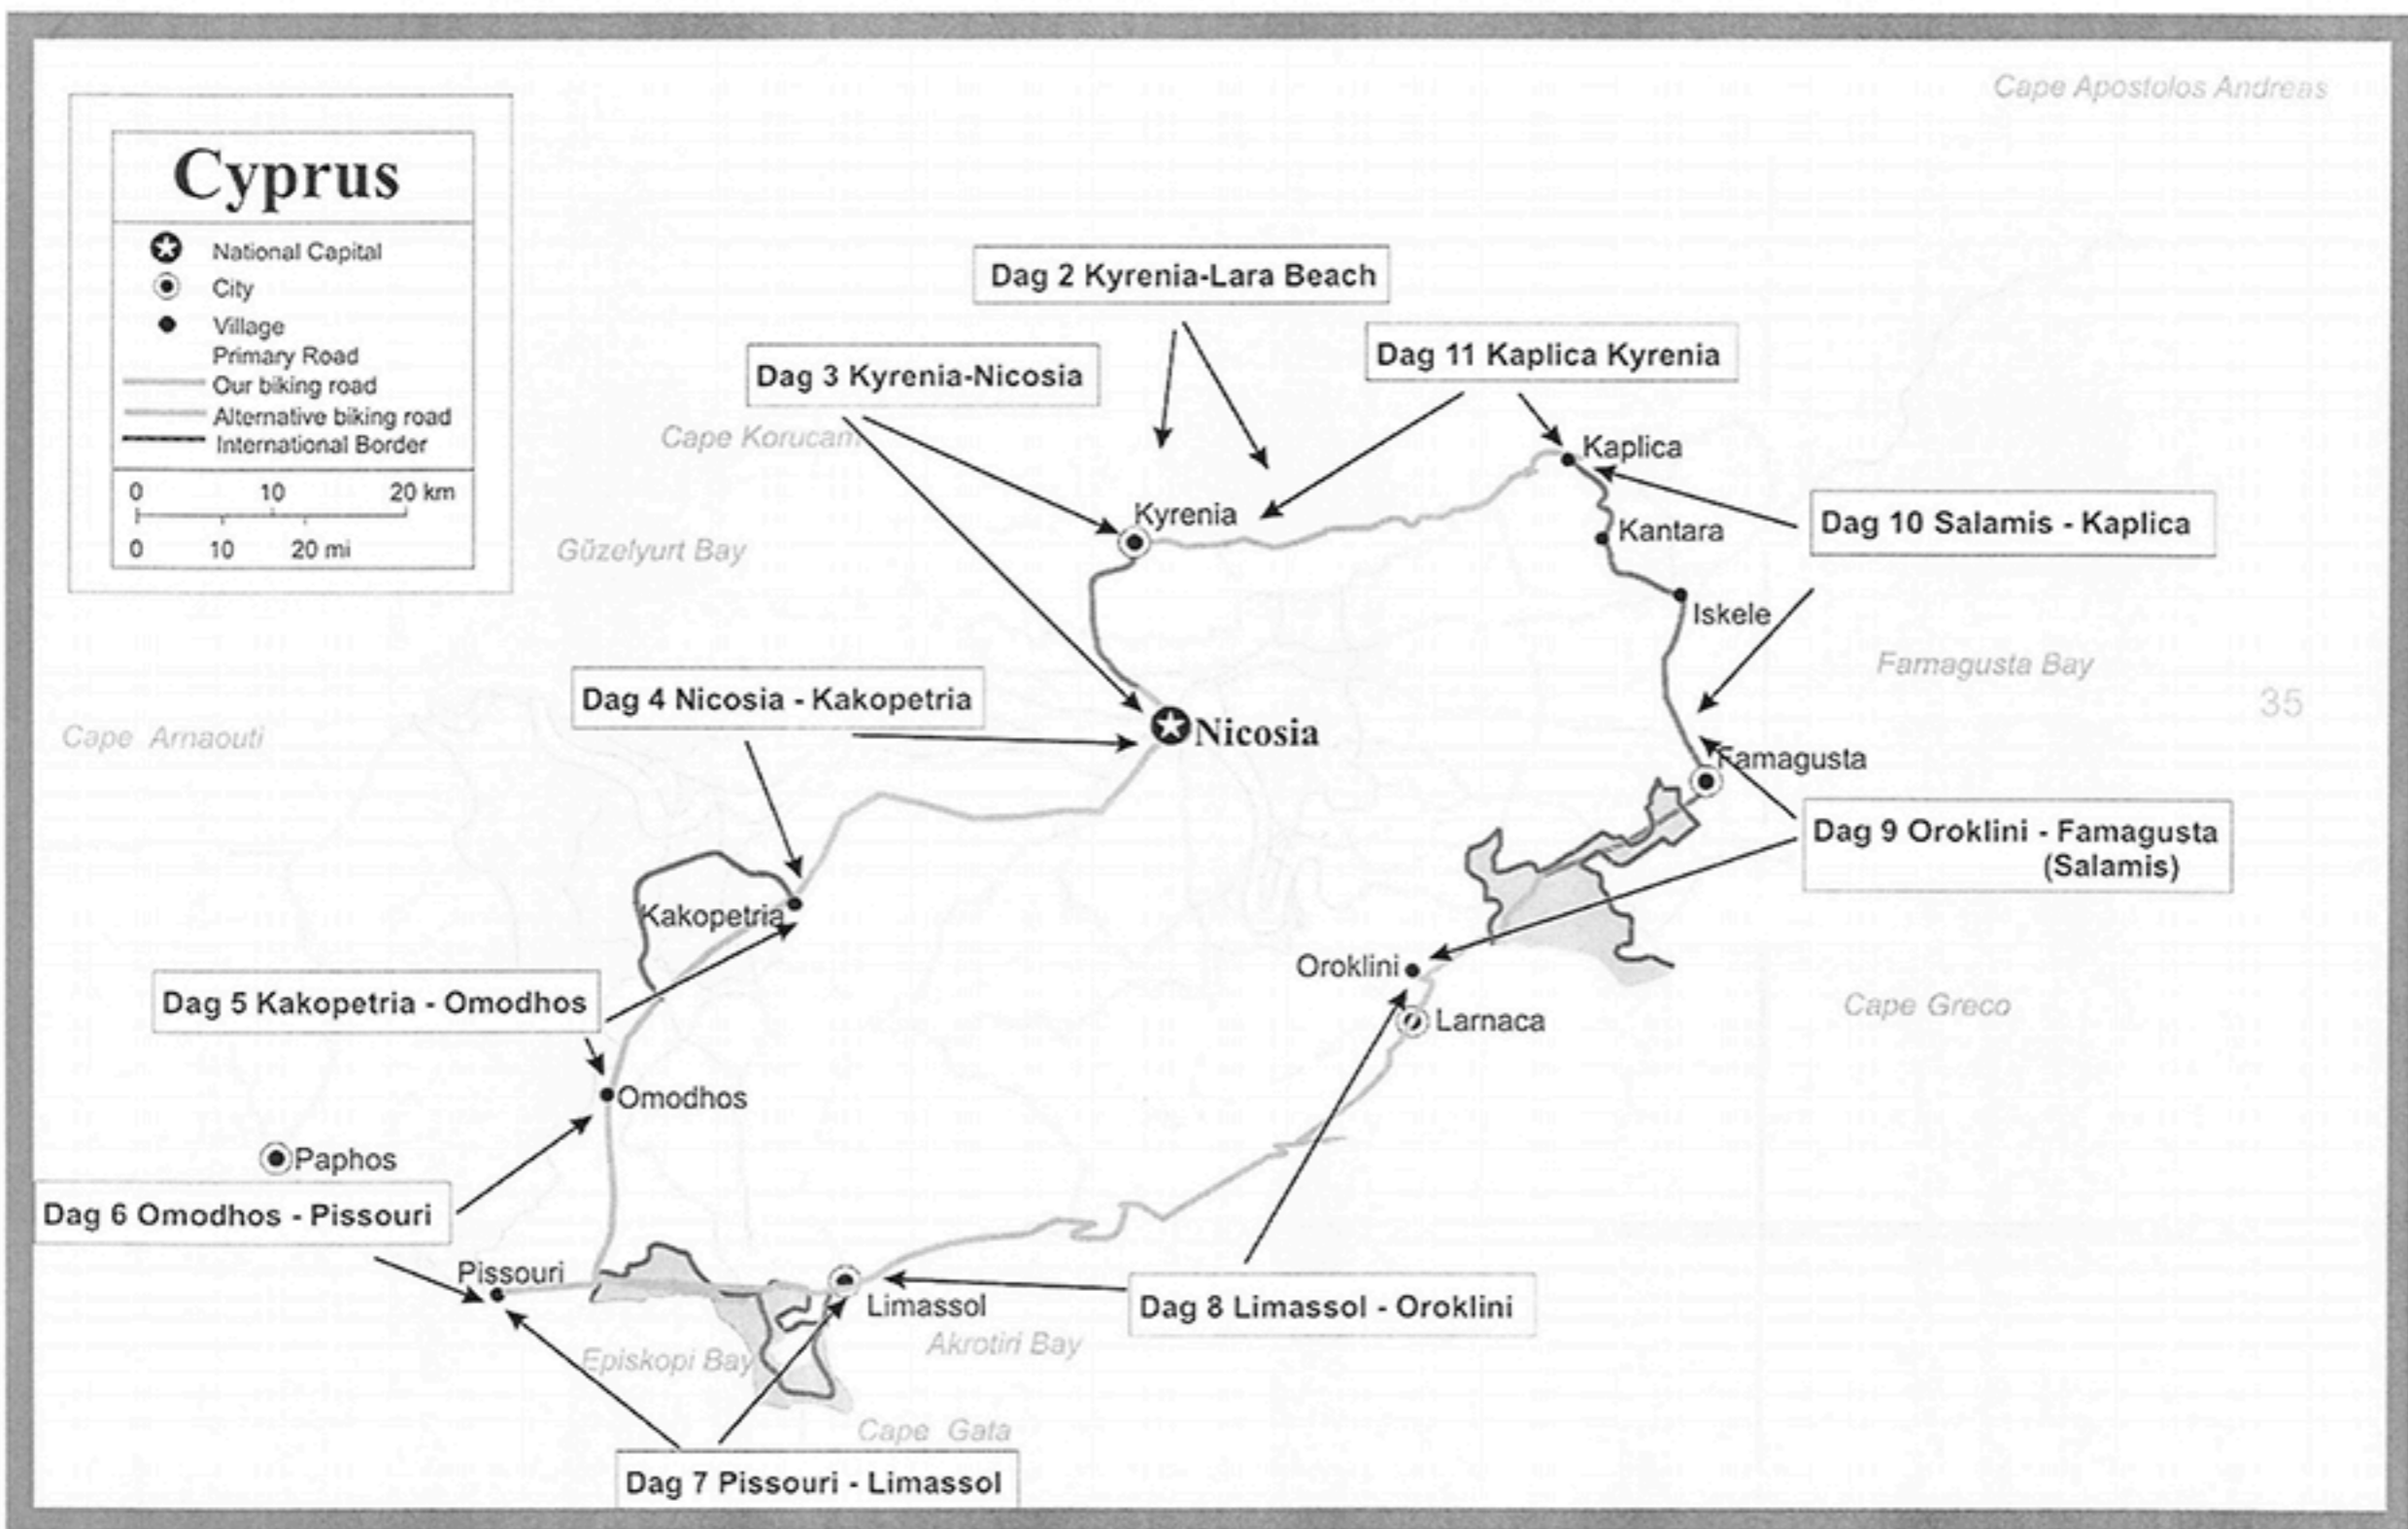 Cape Apostolos Andreas
Cyprus
National Capital
City
Village
Primary Road
Our biking road
Alternative biking road
International Border
0 10 20 km
0 10 20 mi
Dag 2 Kyrenia-Lara Beach
Dag 11 Kaplica Kyrenia
Dag 3 Kyrenia-Nicosia
Cape Korucam
Kaplica
Kyrenia
Dag 10 Salamis - Kaplica
Kantara
Güzelyurt Bay
Iskele
Famagusta Bay
Dag 4 Nicosia - Kakopetria
35
Nicosia
Cape Arnaouti
Famagusta
Dag 9 Oroklini - Famagusta
(Salamis)
Kakopetria
Oroklini
Dag 5 Kakopetria - Omodhos
Cape Greco
Larnaca
Omodhos
Paphos
Dag 6 Omodhos - Pissouri
Pissouri
Limassol
Dag 8 Limassol - Oroklini
Akrotiri Bay
Episkopi Bay
Cape Gata
Dag 7 Pissouri - Limassol